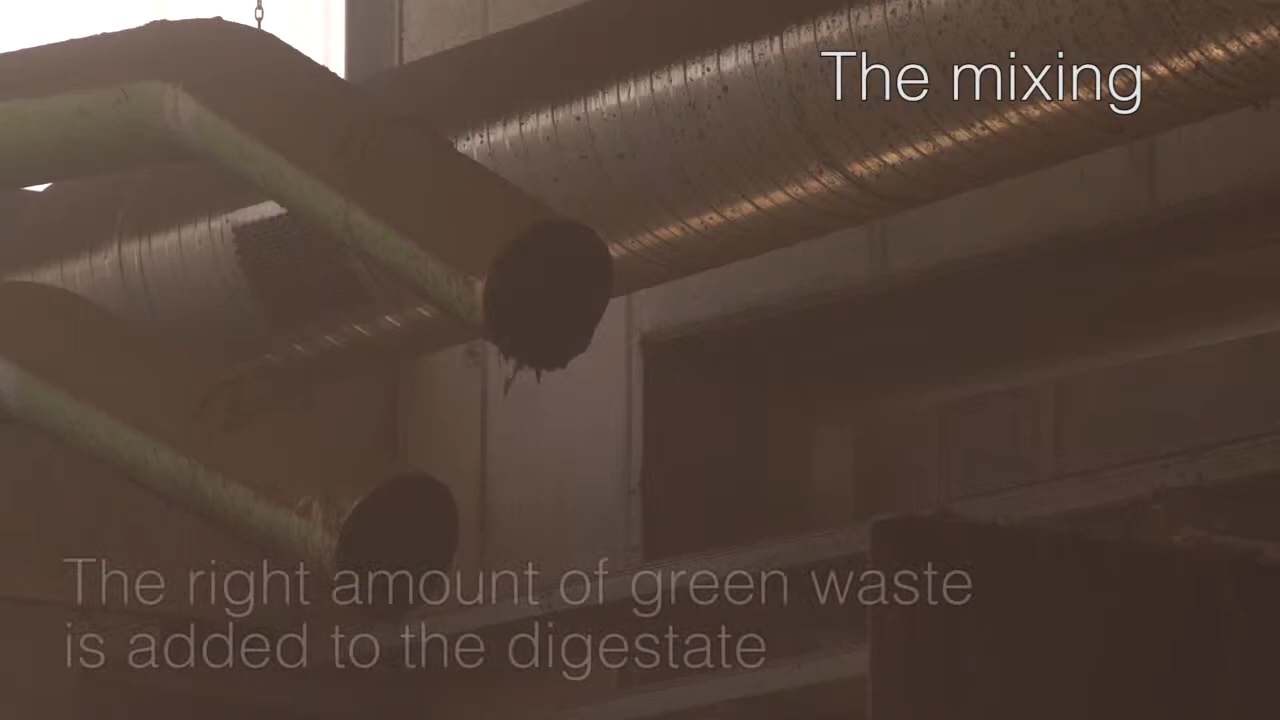 The mixing
The right amount of green waste
is added to the digestate